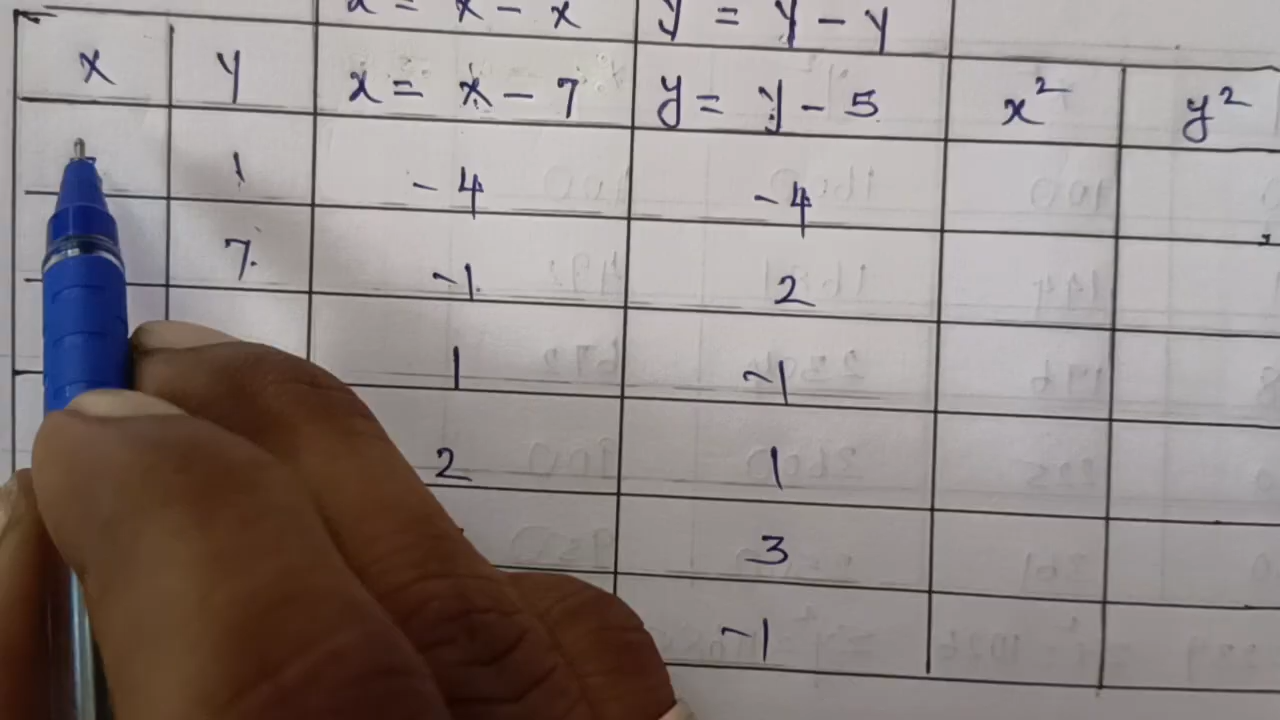 x = x - x y = y - y
x y x = x - 7 y = y - 5 x² y²
1 -4 -4
7 -1 2
1 -1
2 1
3
-1